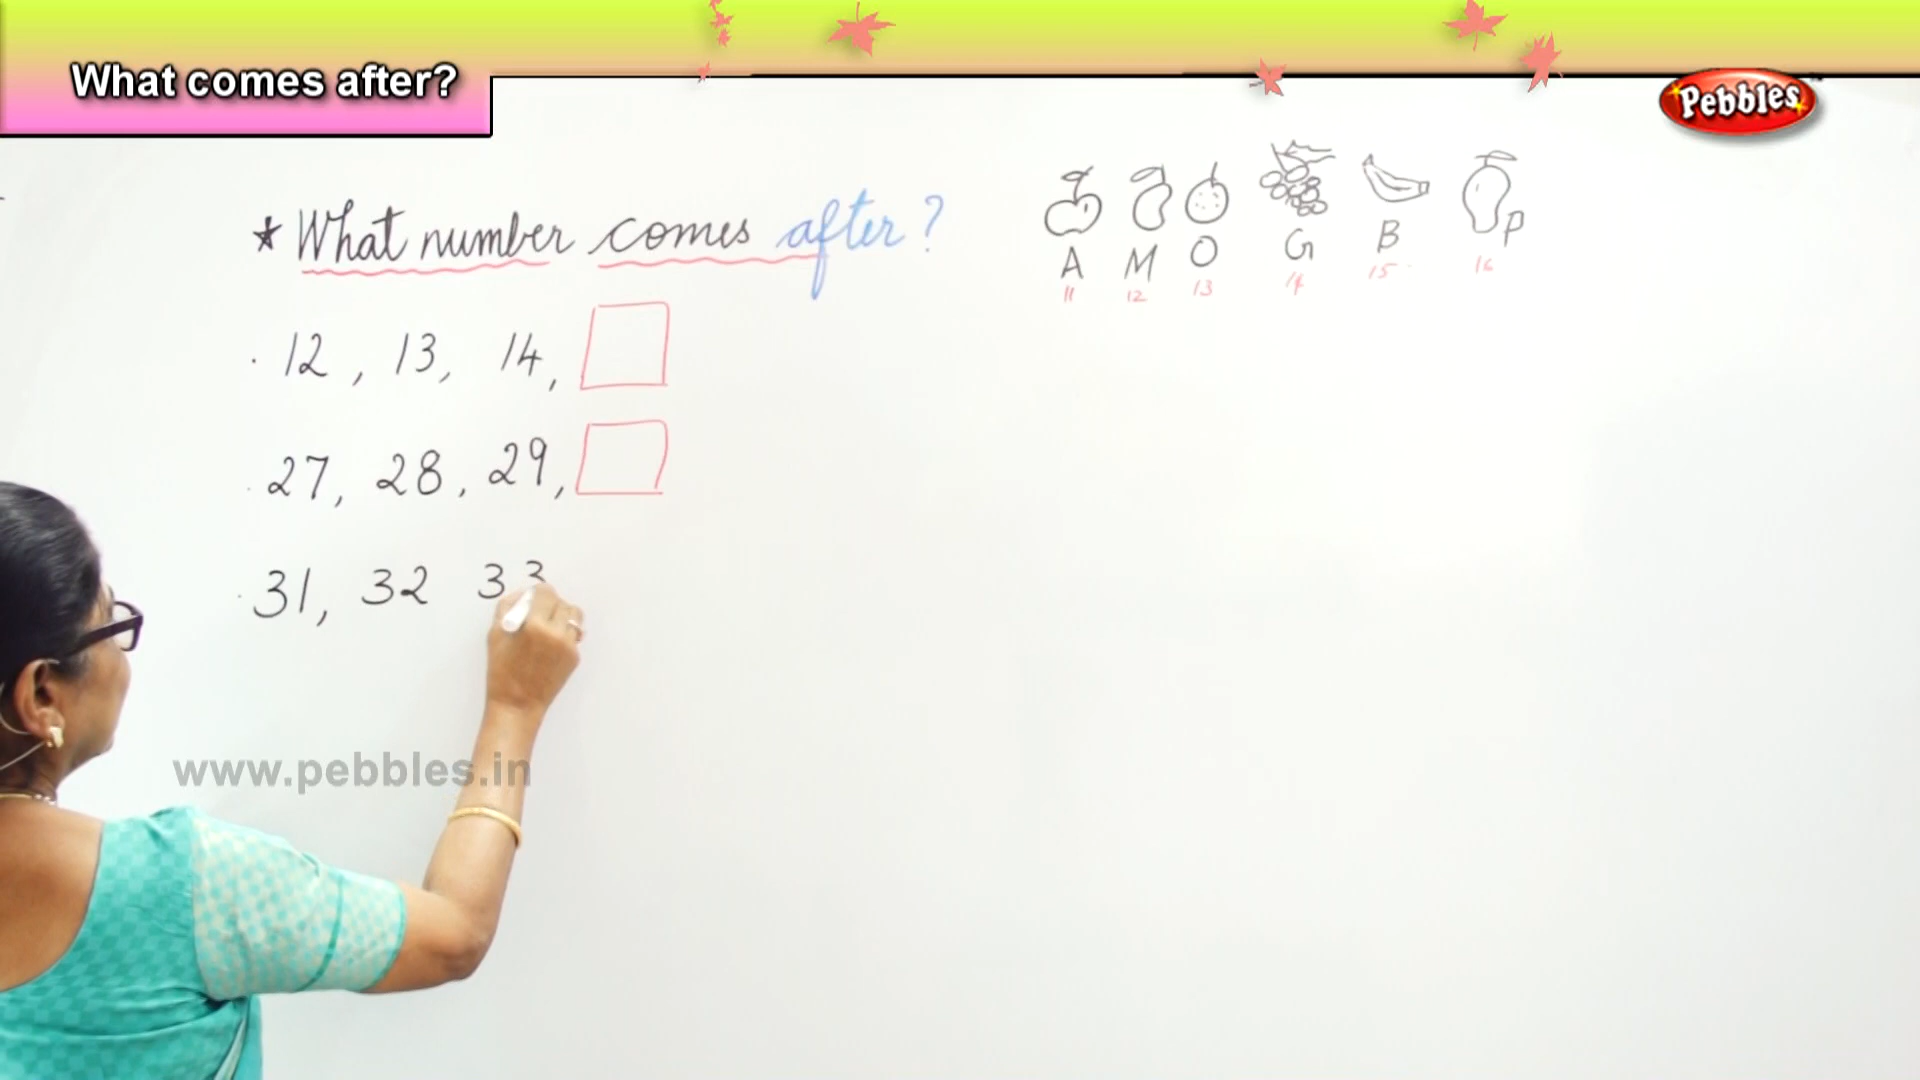 What comes after?
Pebbles
* What number comes after?
A M O G B P
11 12 13 14 15 16
· 12, 13, 14,
· 27, 28, 29,
· 31, 32 33
www.pebbles.in